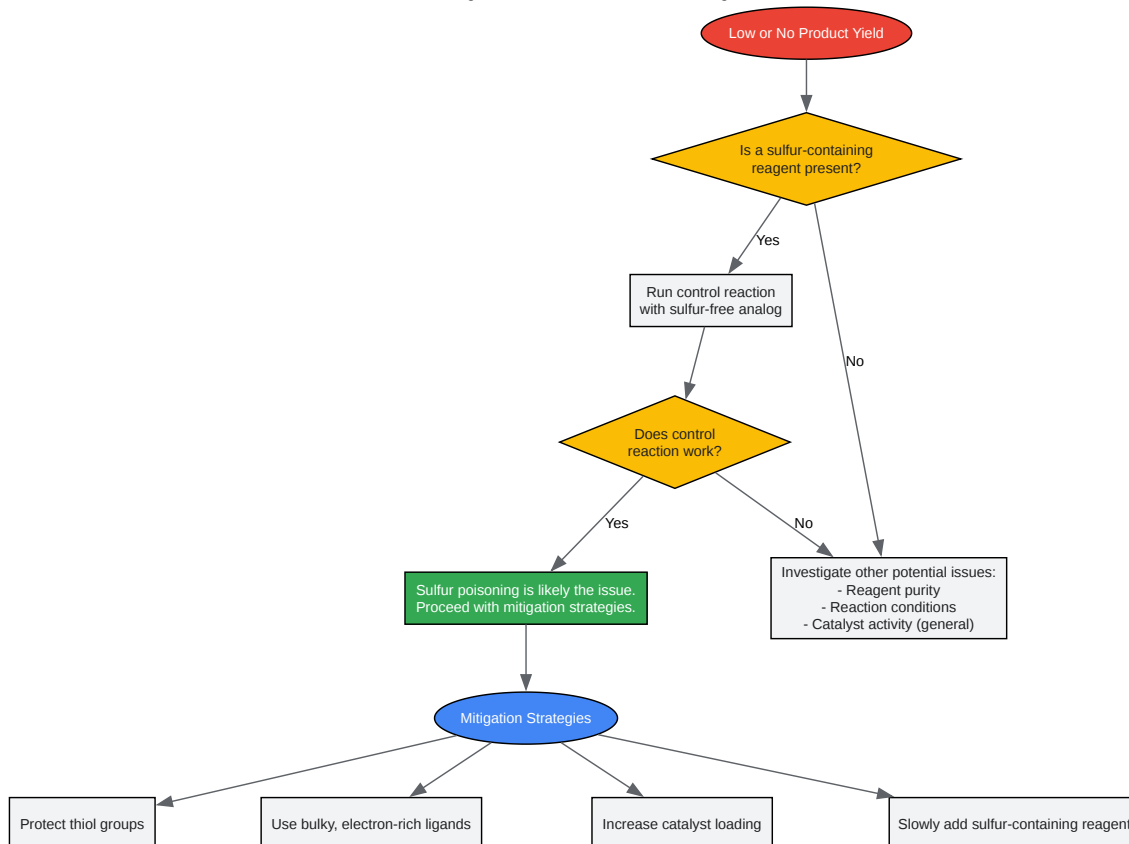 Low or No Product Yield
Is a sulfur-containing
reagent present?
Yes
Run control reaction
with sulfur-free analog
No
Does control
reaction work?
Yes
No
Investigate other potential issues:
- Reagent purity
- Reaction conditions
- Catalyst activity (general)
Sulfur poisoning is likely the issue.
Proceed with mitigation strategies.
Mitigation Strategies
Protect thiol groups
Use bulky, electron-rich ligands
Increase catalyst loading
Slowly add sulfur-containing reagent